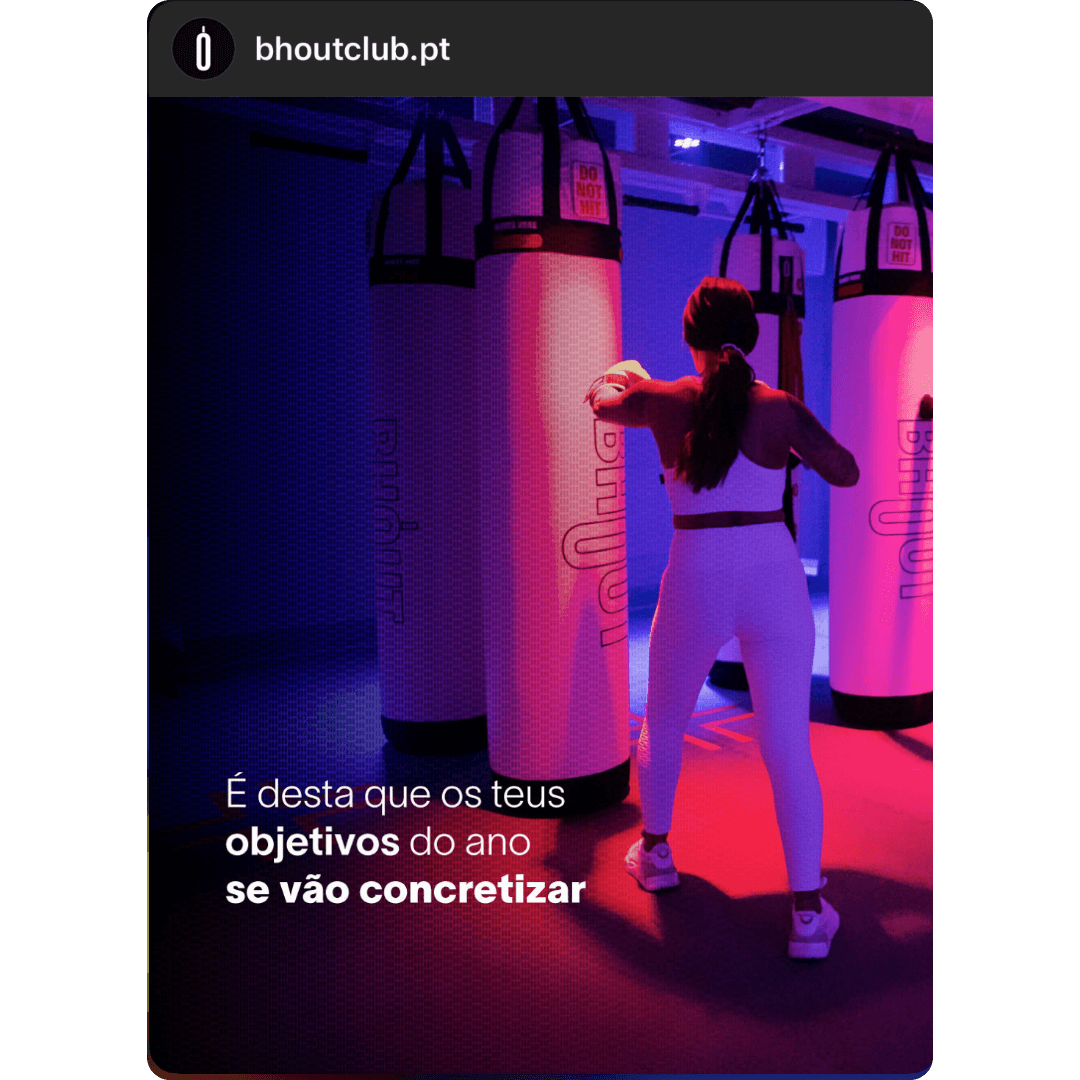 bhoutclub.pt
DO
NOT
HIT
DO
NOT
HIT
BHOUT
BHOUT
BHOUT
É desta que os teus
objetivos do ano
se vão concretizar